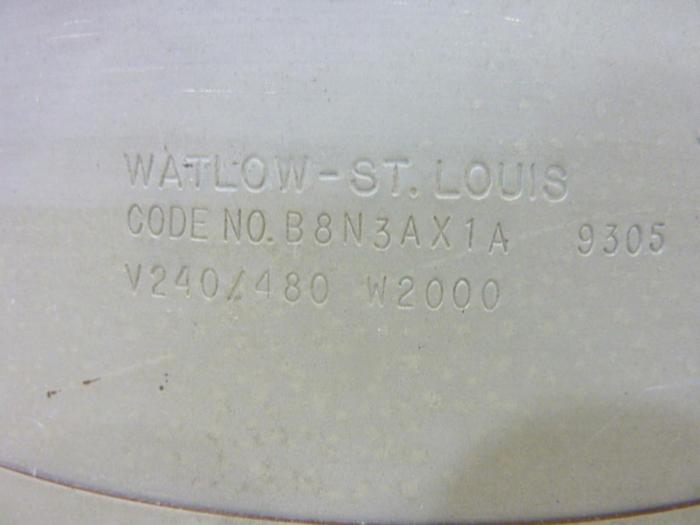 WATLOW-ST. LOUIS
CODE NO. B8N3AX1A 9305
V240/480 W2000